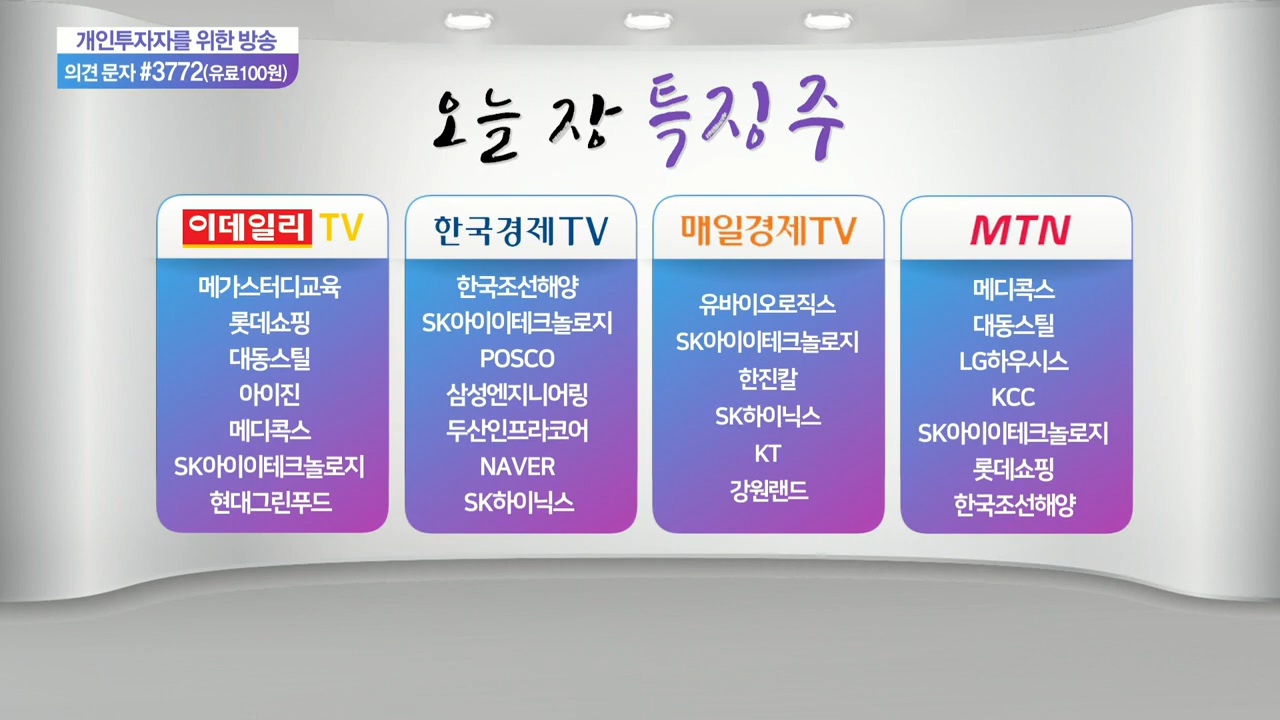 개인투자자를 위한 방송
의견 문자 #3772(유료100원)
오늘 장 특징주
이데일리 TV
메가스터디교육
롯데쇼핑
대동스틸
아이진
메디콕스
SK아이이테크놀로지
현대그린푸드
한국경제TV
한국조선해양
SK아이이테크놀로지
POSCO
삼성엔지니어링
두산인프라코어
NAVER
SK하이닉스
매일경제TV
유바이오로직스
SK아이이테크놀로지
한진칼
SK하이닉스
KT
강원랜드
MTN
메디콕스
대동스틸
LG하우시스
KCC
SK아이이테크놀로지
롯데쇼핑
한국조선해양